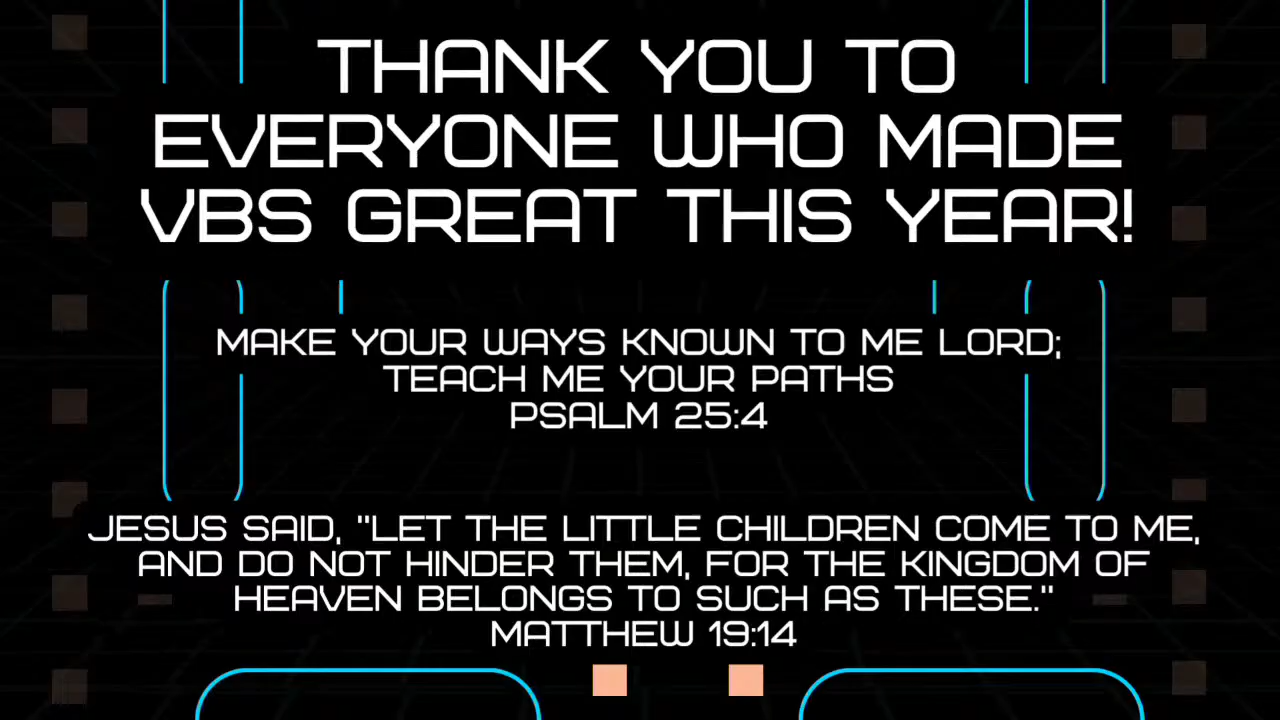 THANK YOU TO
EVERYONE WHO MADE
VBS GREAT THIS YEAR!
MAKE YOUR WAYS KNOWN TO ME LORD;
TEACH ME YOUR PATHS
PSALM 25:4
JESUS SAID, "LET THE LITTLE CHILDREN COME TO ME,
AND DO NOT HINDER THEM, FOR THE KINGDOM OF
HEAVEN BELONGS TO SUCH AS THESE."
MATTHEW 19:14